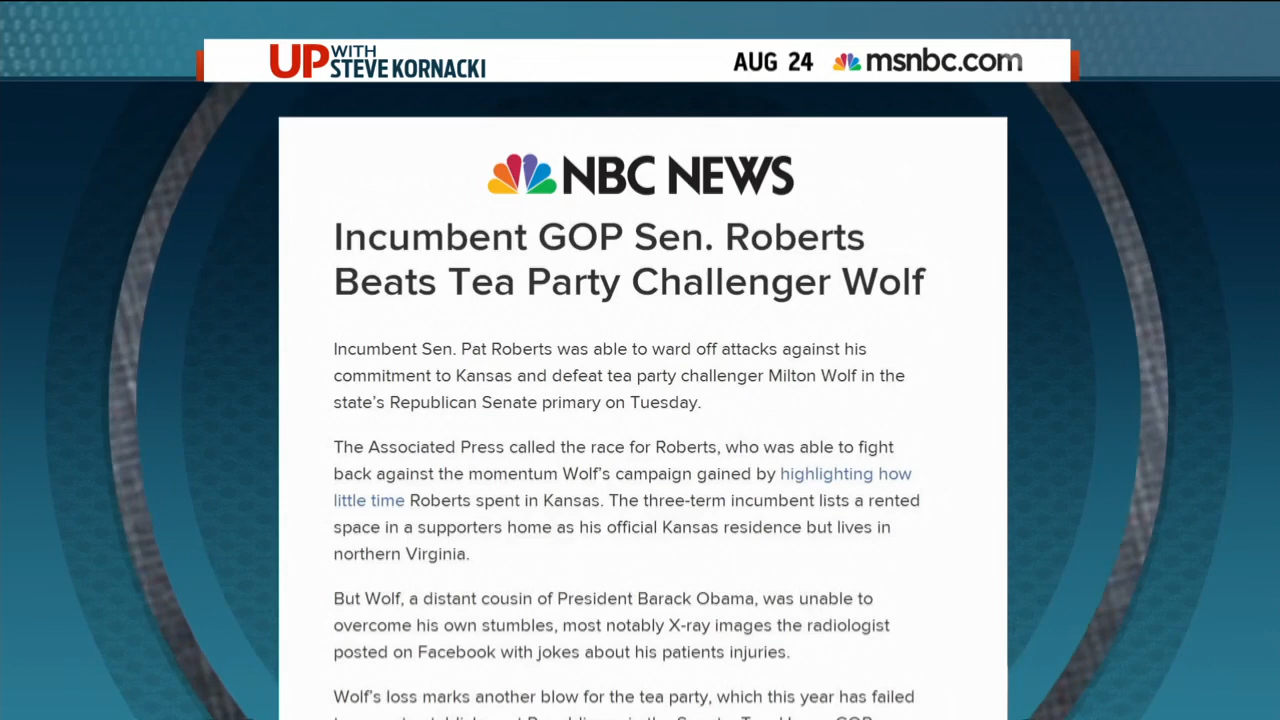 UP WITH STEVE KORNACKI
AUG 24 msnbc.com
NBC NEWS
Incumbent GOP Sen. Roberts
Beats Tea Party Challenger Wolf
Incumbent Sen. Pat Roberts was able to ward off attacks against his
commitment to Kansas and defeat tea party challenger Milton Wolf in the
state's Republican Senate primary on Tuesday.
The Associated Press called the race for Roberts, who was able to fight
back against the momentum Wolf's campaign gained by highlighting how
little time Roberts spent in Kansas. The three-term incumbent lists a rented
space in a supporters home as his official Kansas residence but lives in
northern Virginia.
But Wolf, a distant cousin of President Barack Obama, was unable to
overcome his own stumbles, most notably X-ray images the radiologist
posted on Facebook with jokes about his patients injuries.
Wolf's loss marks another blow for the tea party, which this year has failed